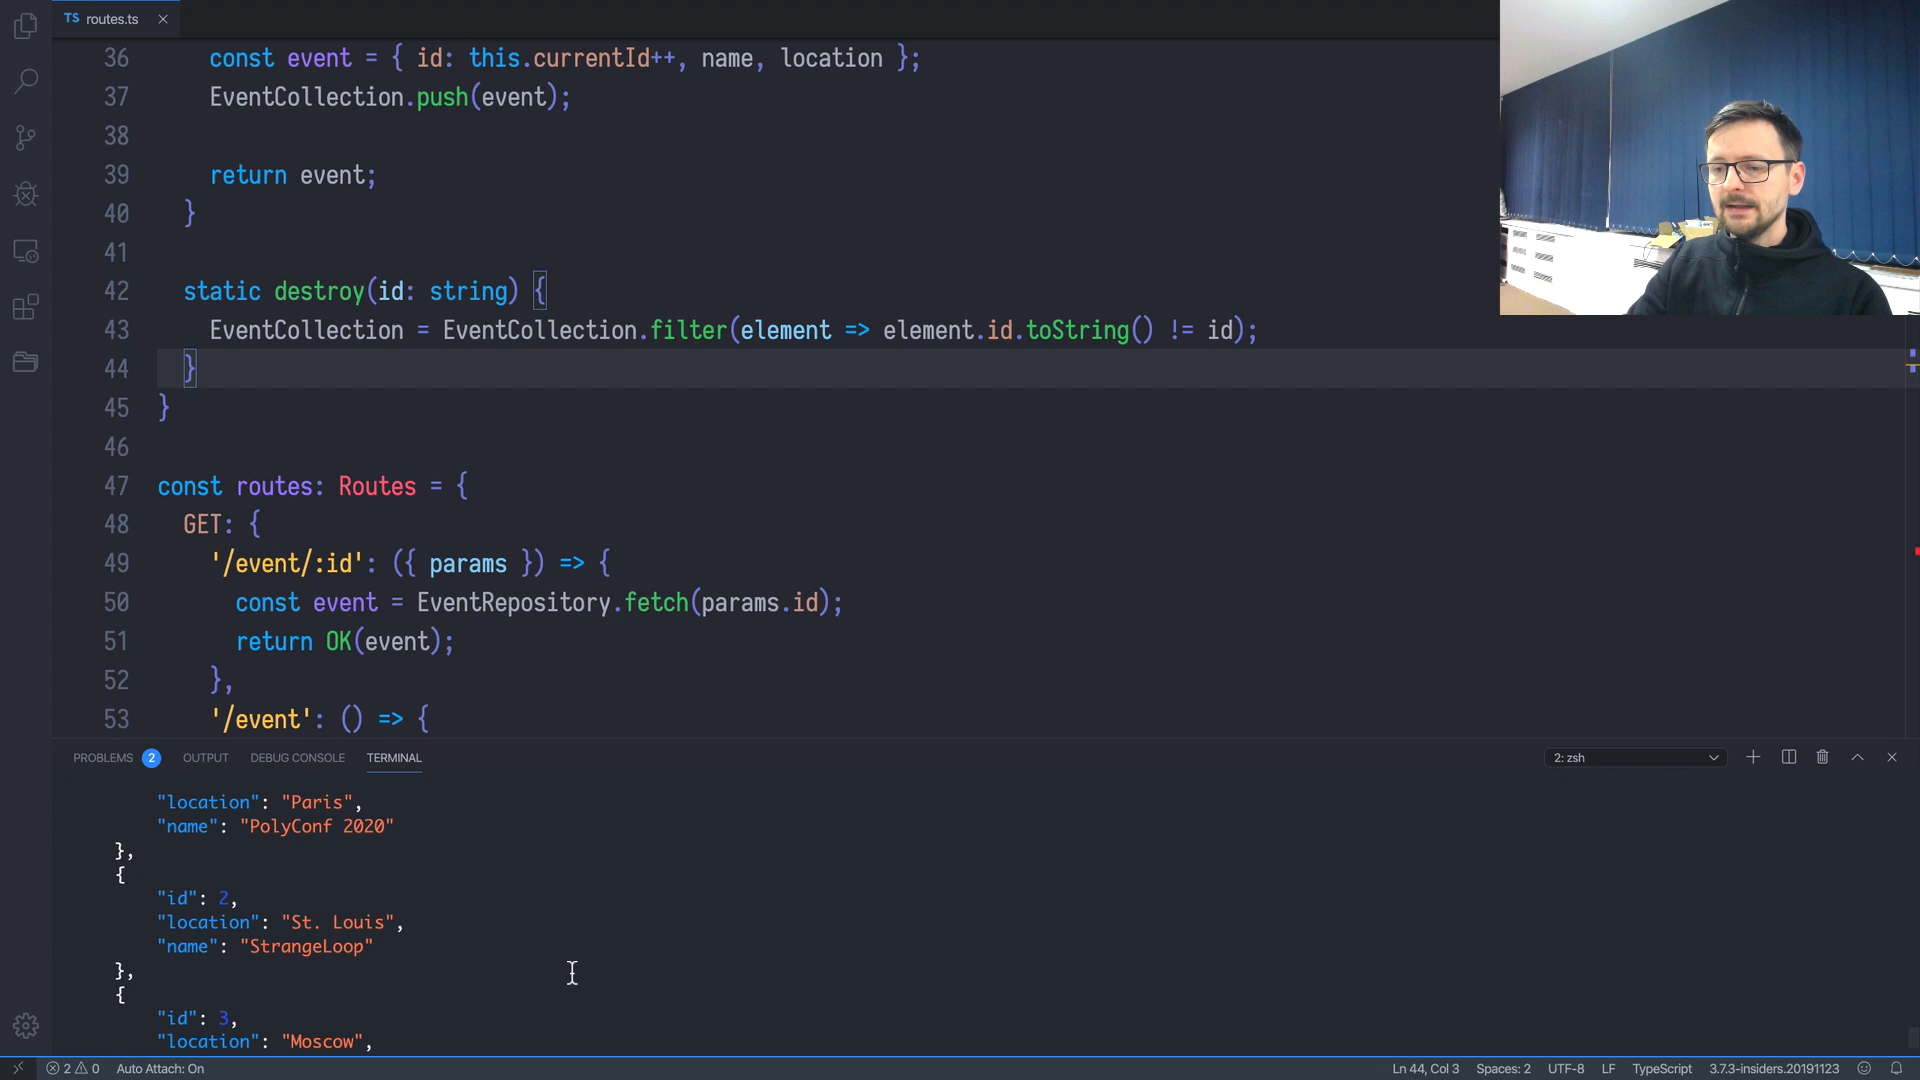 TS routes.ts
36 const event = { id: this.currentId++, name, location };
37 EventCollection.push(event);
38
39 return event;
40 }
41
42 static destroy(id: string) {
43 EventCollection = EventCollection.filter(element => element.id.toString() != id);
44 }
45 }
46
47 const routes: Routes = {
48 GET: {
49 '/event/:id': ({ params }) => {
50 const event = EventRepository.fetch(params.id);
51 return OK(event);
52 },
53 '/event': () => {
PROBLEMS 2 OUTPUT DEBUG CONSOLE TERMINAL 2: zsh
"location": "Paris",
"name": "PolyConf 2020"
},
{
"id": 2,
"location": "St. Louis",
"name": "StrangeLoop"
},
{
"id": 3,
"location": "Moscow",
2 0 Auto Attach: On Ln 44, Col 3 Spaces: 2 UTF-8 LF TypeScript 3.7.3-insiders.20191123